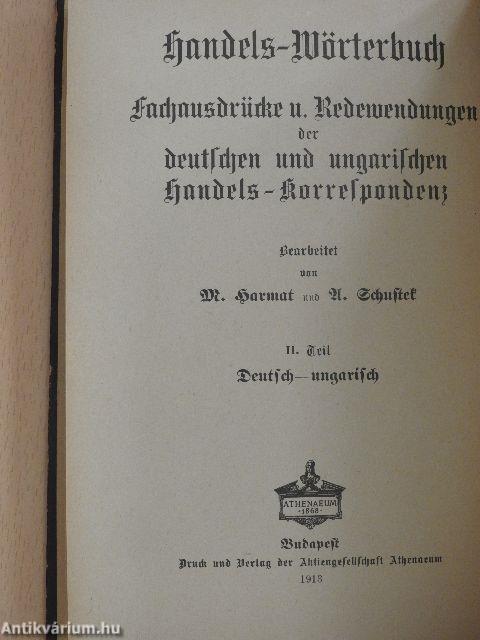 Handels-Wörterbuch
Fachausdrücke u. Redewendungen
der
deutschen und ungarischen
Handels-Korrespondenz
Bearbeitet
von
M. Harmat und A. Schustek
II. Teil
Deutsch—ungarisch
ATHENAEUM
1868
Budapest
Druck und Verlag der Aktiengesellschaft Athenaeum
1913
Antikvárium.hu